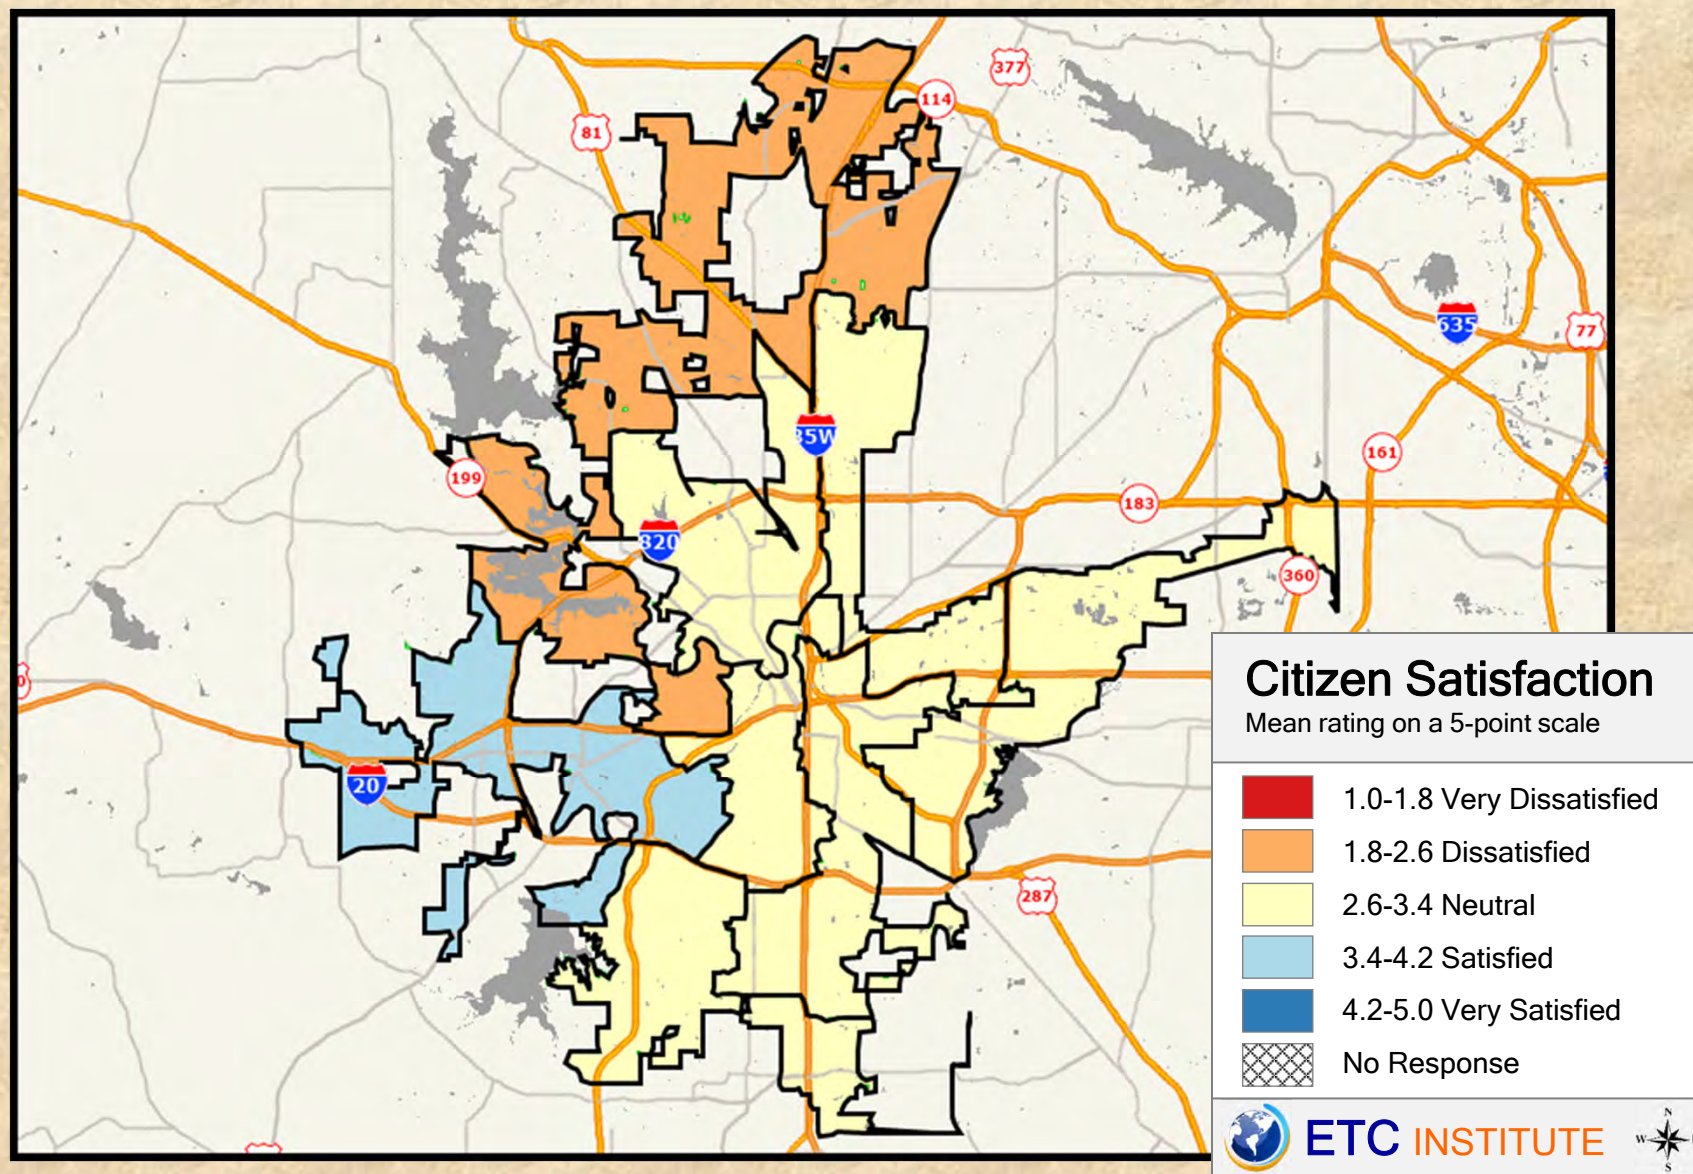 377
114
81
635
77
35W
199
161
183
820
360
Citizen Satisfaction
Mean rating on a 5-point scale
20
1.0-1.8 Very Dissatisfied
1.8-2.6 Dissatisfied
287
2.6-3.4 Neutral
3.4-4.2 Satisfied
4.2-5.0 Very Satisfied
No Response
ETC INSTITUTE
N
W
S